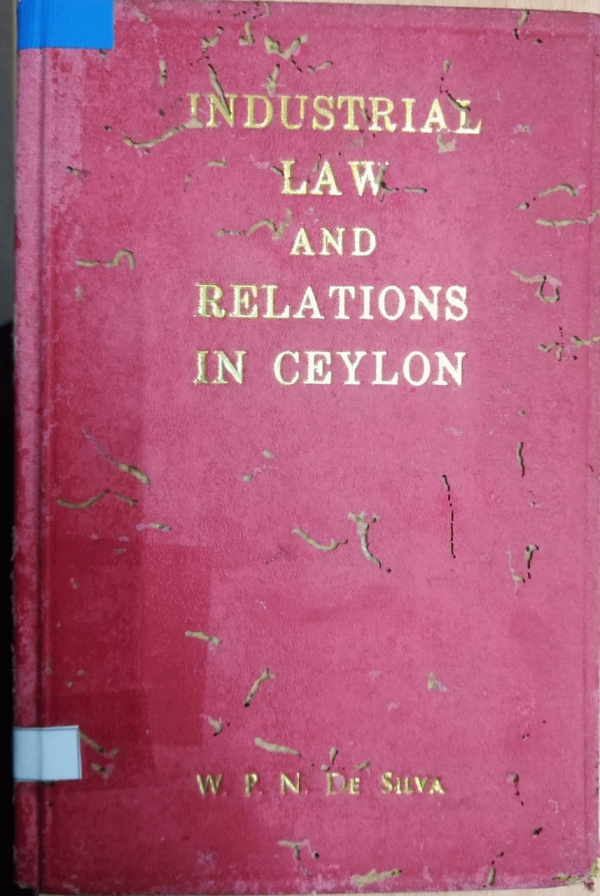 INDUSTRIAL
LAW
AND
RELATIONS
IN CEYLON
W. P. N. DE SILVA